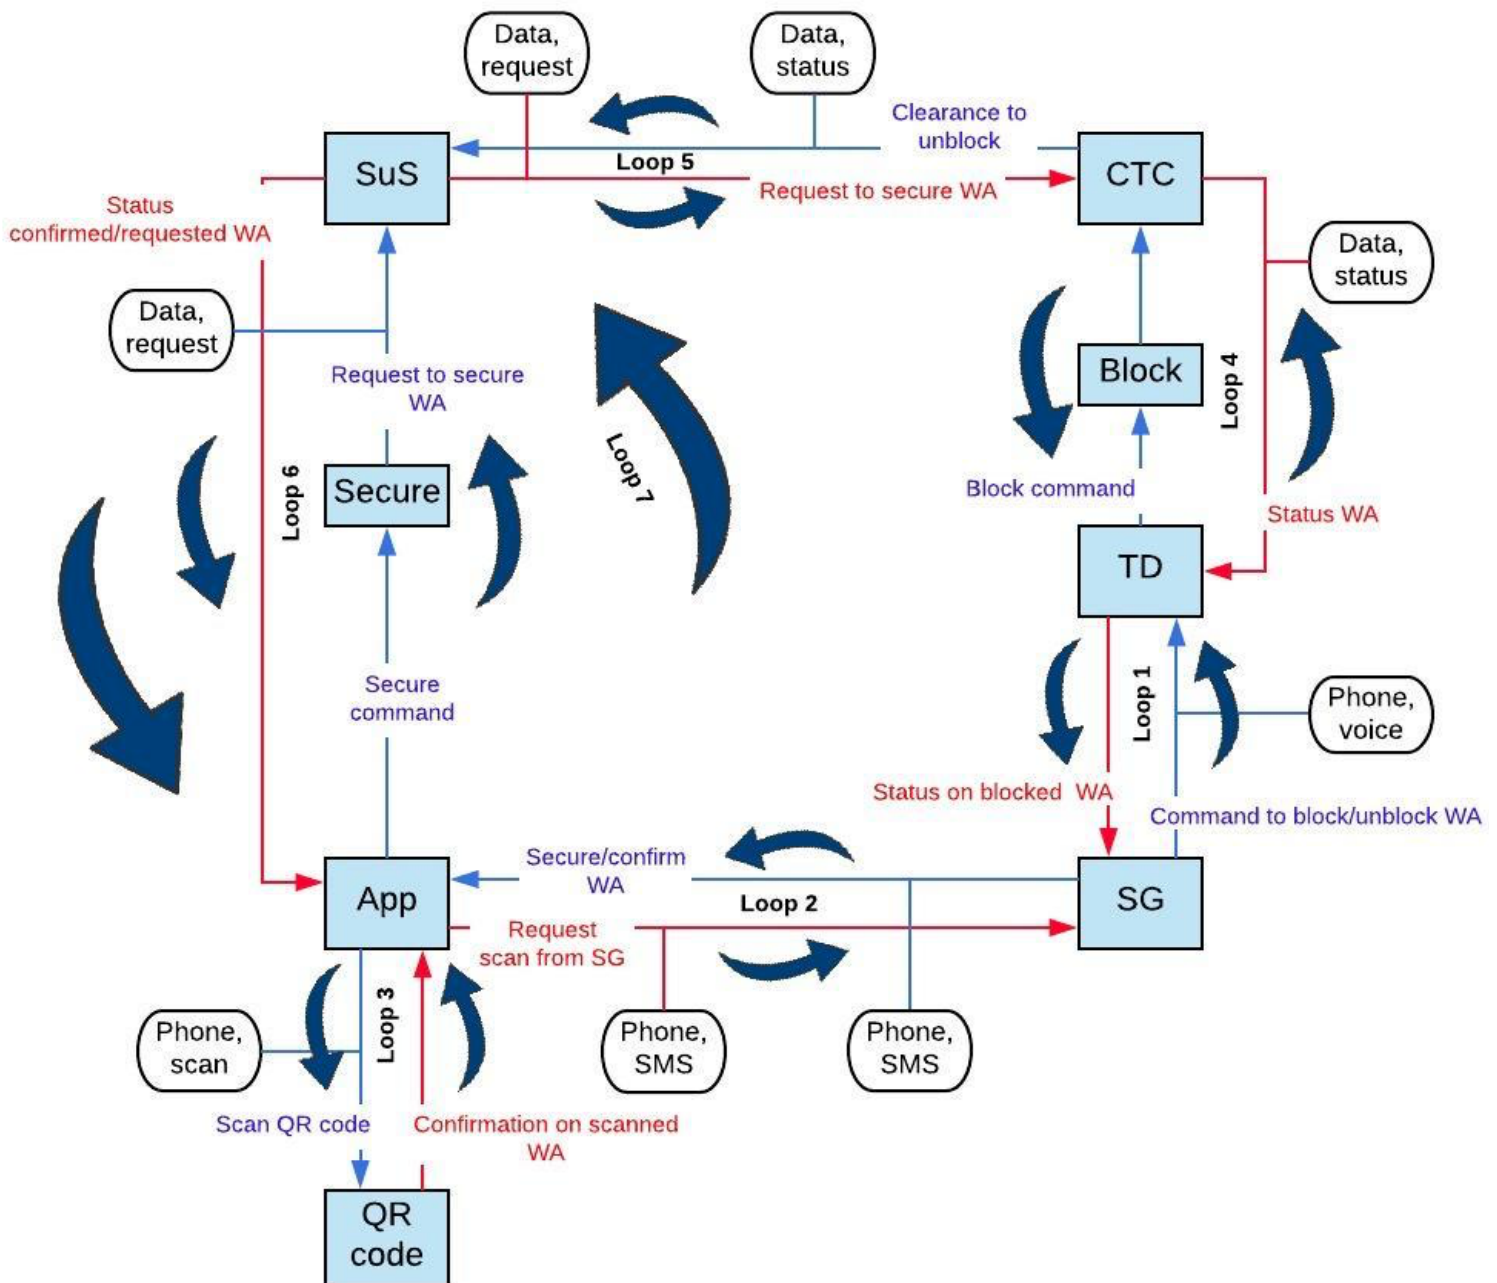 Data,
request
Data,
status
Clearance to
unblock
SuS
Loop 5
CTC
Request to secure WA
Status
confirmed/requested WA
Data,
status
Data,
request
Request to secure
WA
Block
Loop 4
Loop 7
Loop 6
Secure
Block command
Status WA
TD
Secure
command
Loop 1
Phone,
voice
Status on blocked WA
Command to block/unblock WA
Secure/confirm
WA
App
Loop 2
SG
Request
scan from SG
Loop 3
Phone,
scan
Phone,
SMS
Phone,
SMS
Scan QR code
Confirmation on scanned
WA
QR
code